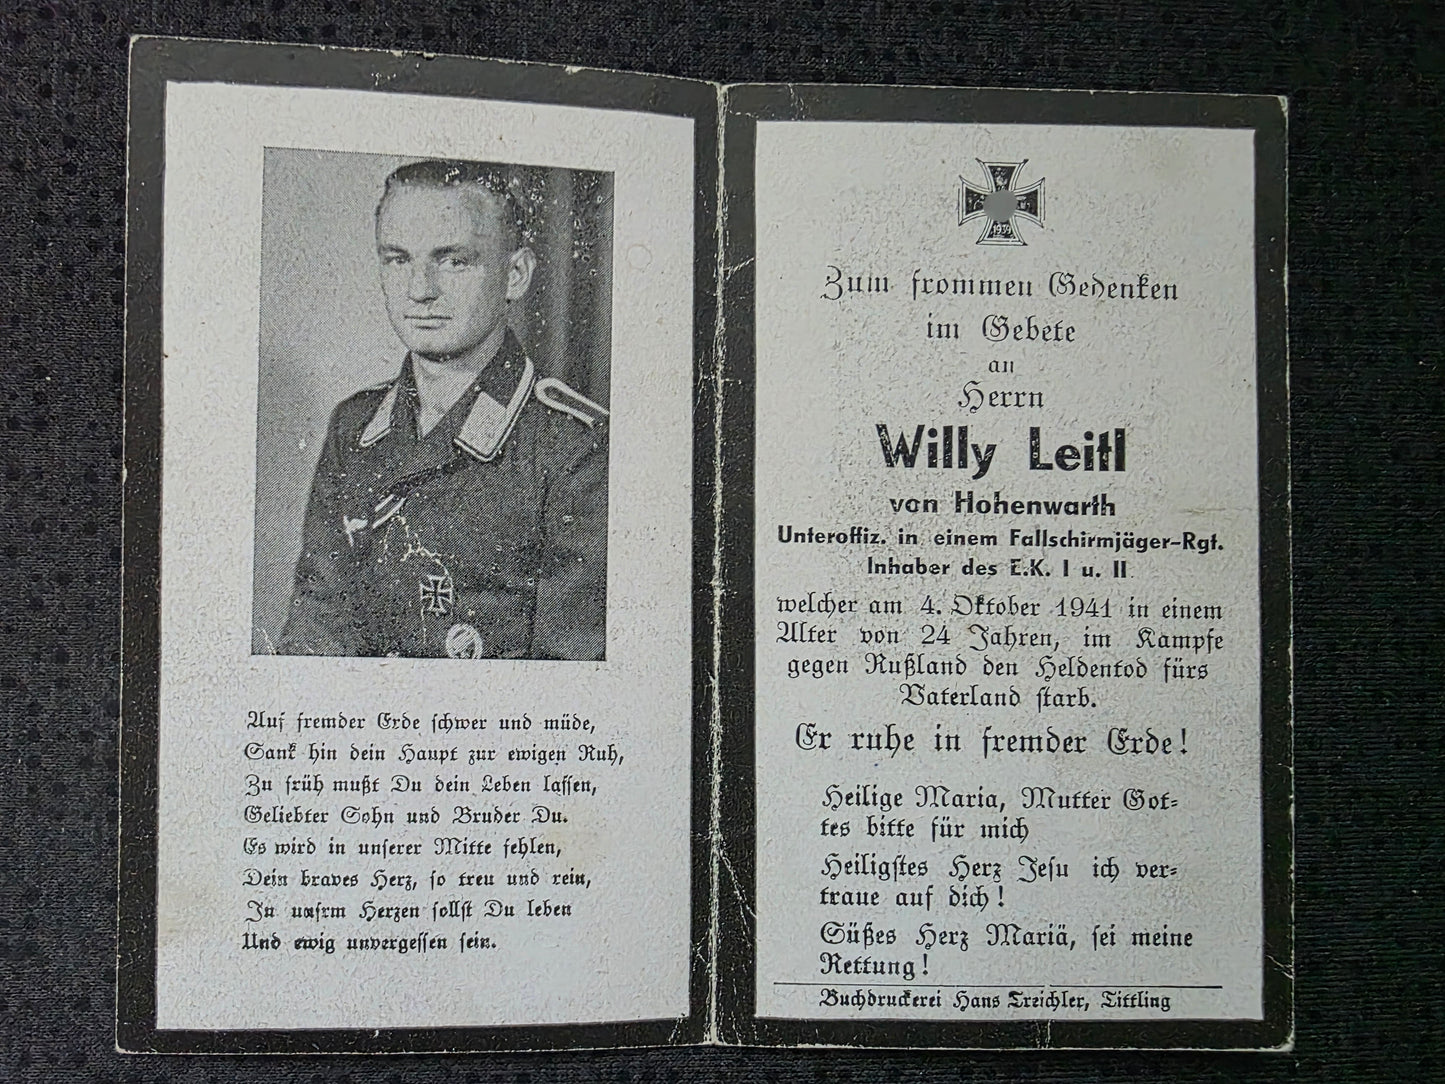 Auf fremder Erde schwer und müde,
Sank hin dein Haupt zur ewigen Ruh,
Zu früh mußt Du dein Leben lassen,
Geliebter Sohn und Bruder Du.
Es wird in unserer Mitte fehlen,
Dein braves Herz, so treu und rein,
In unsrm Herzen sollst Du leben
Und ewig unvergessen sein.
1939
Zum frommen Gedenken
im Gebete
an
Herrn
Willy Leitl
von Hohenwarth
Unteroffiz. in einem Fallschirmjäger-Rgt.
Inhaber des E.K. I u. II
welcher am 4. Oktober 1941 in einem
Alter von 24 Jahren, im Kampfe
gegen Rußland den Heldentod fürs
Vaterland starb.
Er ruhe in fremder Erde!
Heilige Maria, Mutter Got-
tes bitte für mich
Heiligstes Herz Jesu ich ver-
traue auf dich!
Süßes Herz Mariä, sei meine
Rettung!
Buchdruckerei Hans Treichler, Tittling